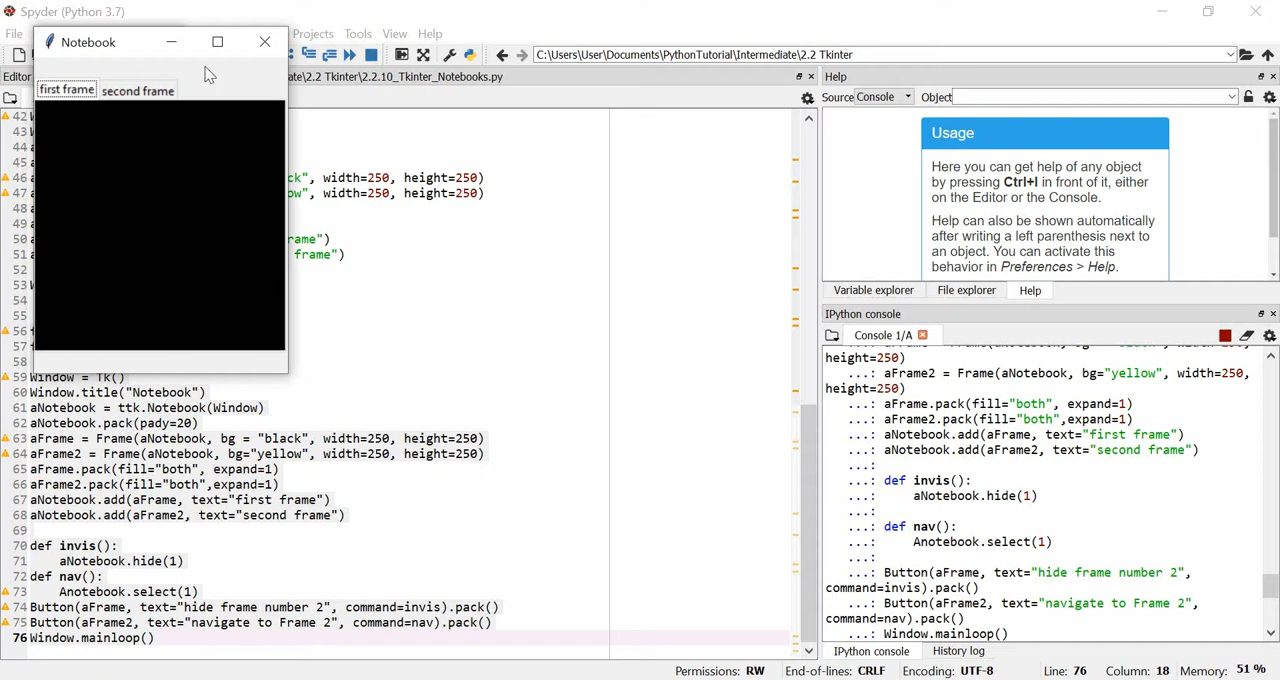 Spyder (Python 3.7)
File
Projects Tools View Help
Notebook
C:\Users\User\Documents\PythonTutorial\Intermediate\2.2 Tkinter
Editor
ate\2.2 Tkinter\2.2.10_Tkinter_Notebooks.py
first frame
second frame
42
43
44
45
46 ck", width=250, height=250)
47 ow", width=250, height=250)
48
49
50 rame")
51 frame")
52
53
54
55
56
57
58
59 Window = Tk()
60 Window.title("Notebook")
61 aNotebook = ttk.Notebook(Window)
62 aNotebook.pack(pady=20)
63 aFrame = Frame(aNotebook, bg = "black", width=250, height=250)
64 aFrame2 = Frame(aNotebook, bg="yellow", width=250, height=250)
65 aFrame.pack(fill="both", expand=1)
66 aFrame2.pack(fill="both",expand=1)
67 aNotebook.add(aFrame, text="first frame")
68 aNotebook.add(aFrame2, text="second frame")
69
70 def invis():
71 aNotebook.hide(1)
72 def nav():
73 Anotebook.select(1)
74 Button(aFrame, text="hide frame number 2", command=invis).pack()
75 Button(aFrame2, text="navigate to Frame 2", command=nav).pack()
76 Window.mainloop()
Help
Source Console Object
Usage
Here you can get help of any object
by pressing Ctrl+I in front of it, either
on the Editor or the Console.
Help can also be shown automatically
after writing a left parenthesis next to
an object. You can activate this
behavior in Preferences > Help.
Variable explorer File explorer Help
IPython console
Console 1/A
height=250)
...: aFrame2 = Frame(aNotebook, bg="yellow", width=250,
height=250)
...: aFrame.pack(fill="both", expand=1)
...: aFrame2.pack(fill="both",expand=1)
...: aNotebook.add(aFrame, text="first frame")
...: aNotebook.add(aFrame2, text="second frame")
...:
...: def invis():
...: aNotebook.hide(1)
...:
...: def nav():
...: Anotebook.select(1)
...:
...: Button(aFrame, text="hide frame number 2",
command=invis).pack()
...: Button(aFrame2, text="navigate to Frame 2",
command=nav).pack()
...: Window.mainloop()
IPython console History log
Permissions: RW End-of-lines: CRLF Encoding: UTF-8 Line: 76 Column: 18 Memory: 51 %